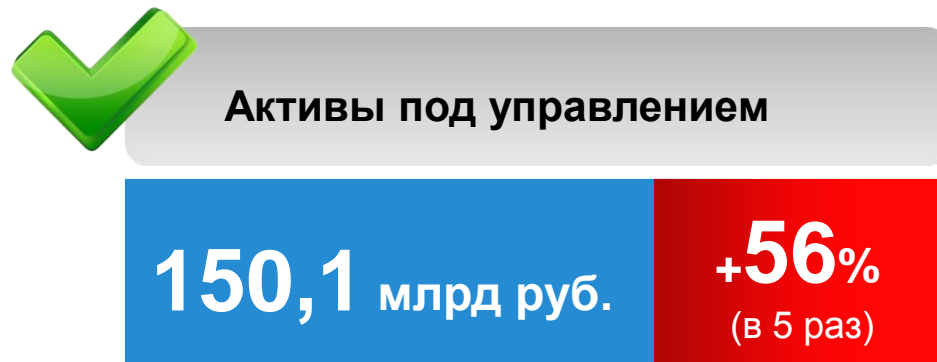 Активы под управлением
150,1 млрд руб.
+56%
(в 5 раз)